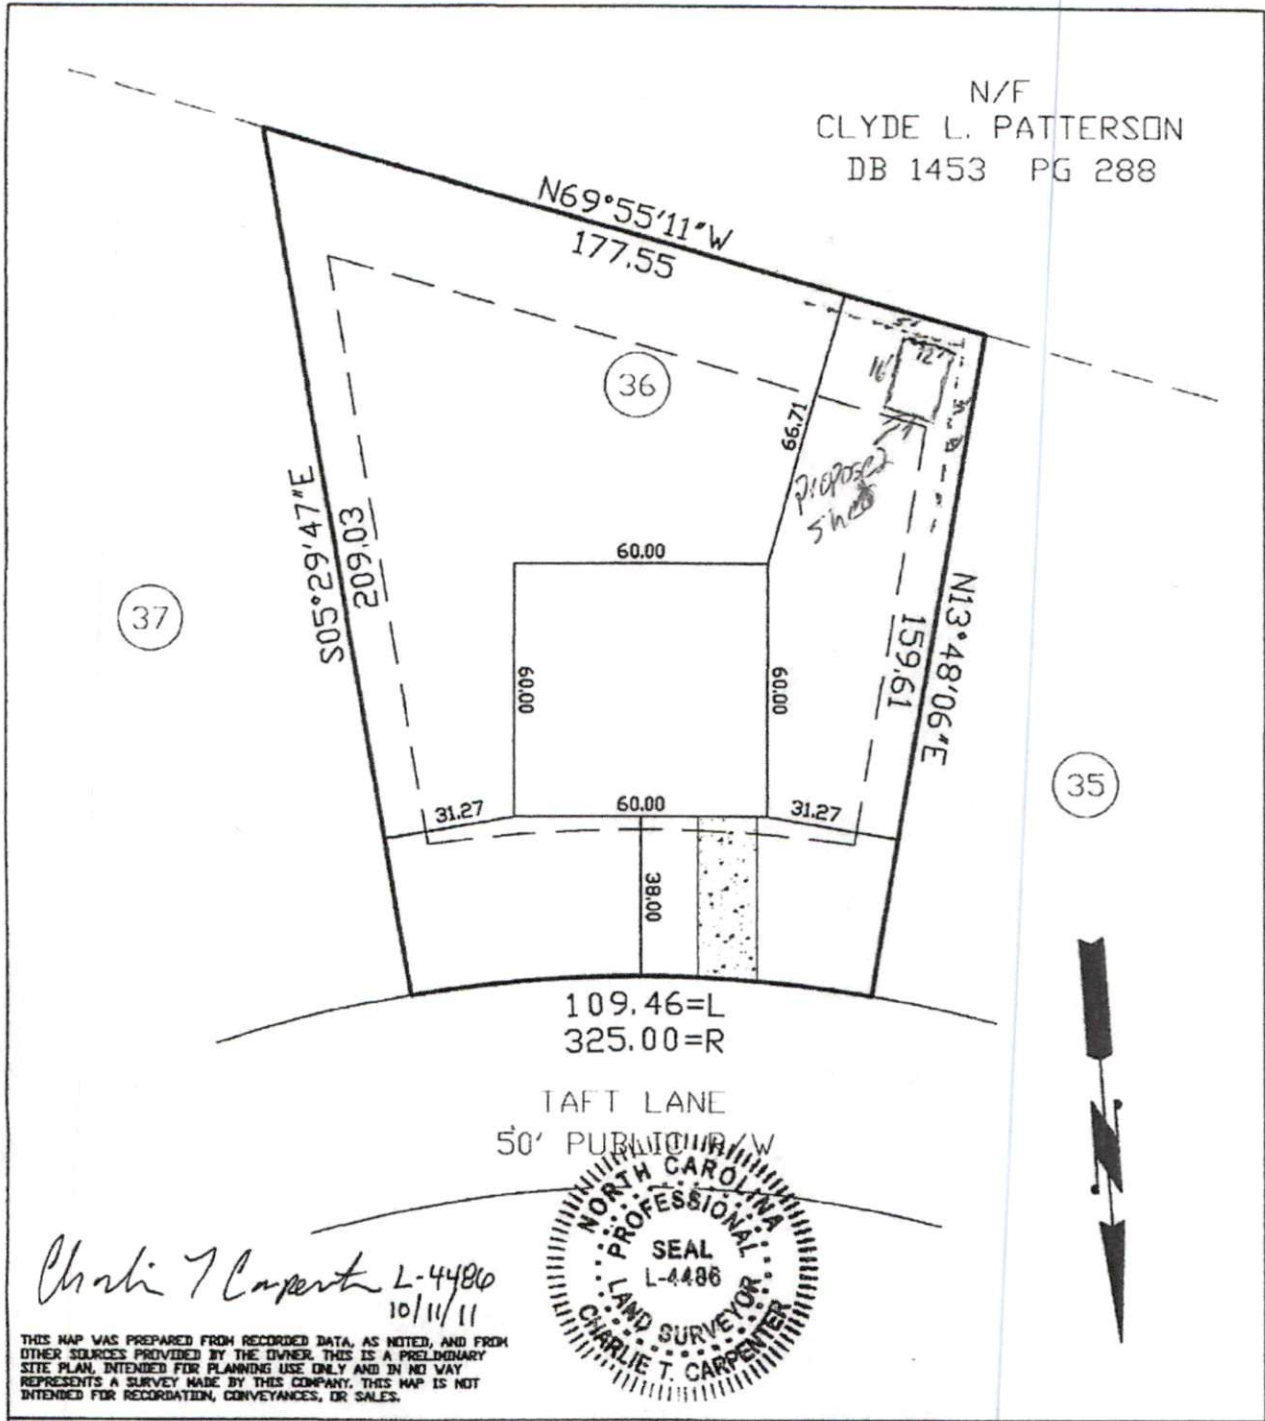 N/F
CLYDE L. PATTERSON
DB 1453 PG 288
N69°55'11"W
177.55
5'
12'
16'
36
66.71
proposed
shed
S05°29'47"E
209.03
60.00
37
N13°48'06"E
159.61
60.00
60.00
35
31.27
60.00
31.27
38.00
109.46=L
325.00=R
TAFT LANE
50' PUBLIC R/W
NORTH CAROLINA
PROFESSIONAL
SEAL
L-4486
LAND SURVEYOR
CHARLIE T. CARPENTER
Charlie T Carpenter L-4486
10/11/11
THIS MAP WAS PREPARED FROM RECORDED DATA, AS NOTED, AND FROM
OTHER SOURCES PROVIDED BY THE OWNER. THIS IS A PRELIMINARY
SITE PLAN, INTENDED FOR PLANNING USE ONLY AND IN NO WAY
REPRESENTS A SURVEY MADE BY THIS COMPANY. THIS MAP IS NOT
INTENDED FOR RECORDATION, CONVEYANCES, OR SALES.